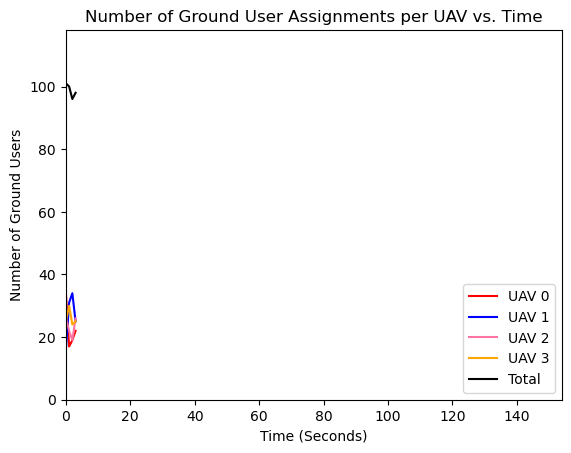 Number of Ground User Assignments per UAV vs. Time
Number of Ground Users
100
80
60
40
20
0
0 20 40 60 80 100 120 140
Time (Seconds)
UAV 0
UAV 1
UAV 2
UAV 3
Total